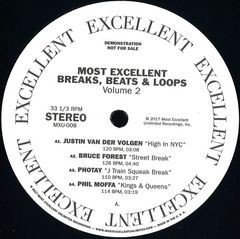 EXCELLENT EXCELLENT EXCELLENT EXCELLENT
DEMONSTRATION
NOT FOR SALE
MOST EXCELLENT
BREAKS, BEATS & LOOPS
Volume 2
33 1/3 RPM
STEREO
MXU-008
℗ 2017 Most Excellent
Unlimited Recordings, Inc.
A1. JUSTIN VAN DER VOLGEN "High In NYC"
120 BPM, 03:08
A2. BRUCE FOREST "Street Break"
128 BPM, 04:40
A3. PHOTAY "J Train Squeak Break"
110 BPM, 03:27
A4. PHIL MOFFA "Kings & Queens"
114 BPM, 03:19
A.